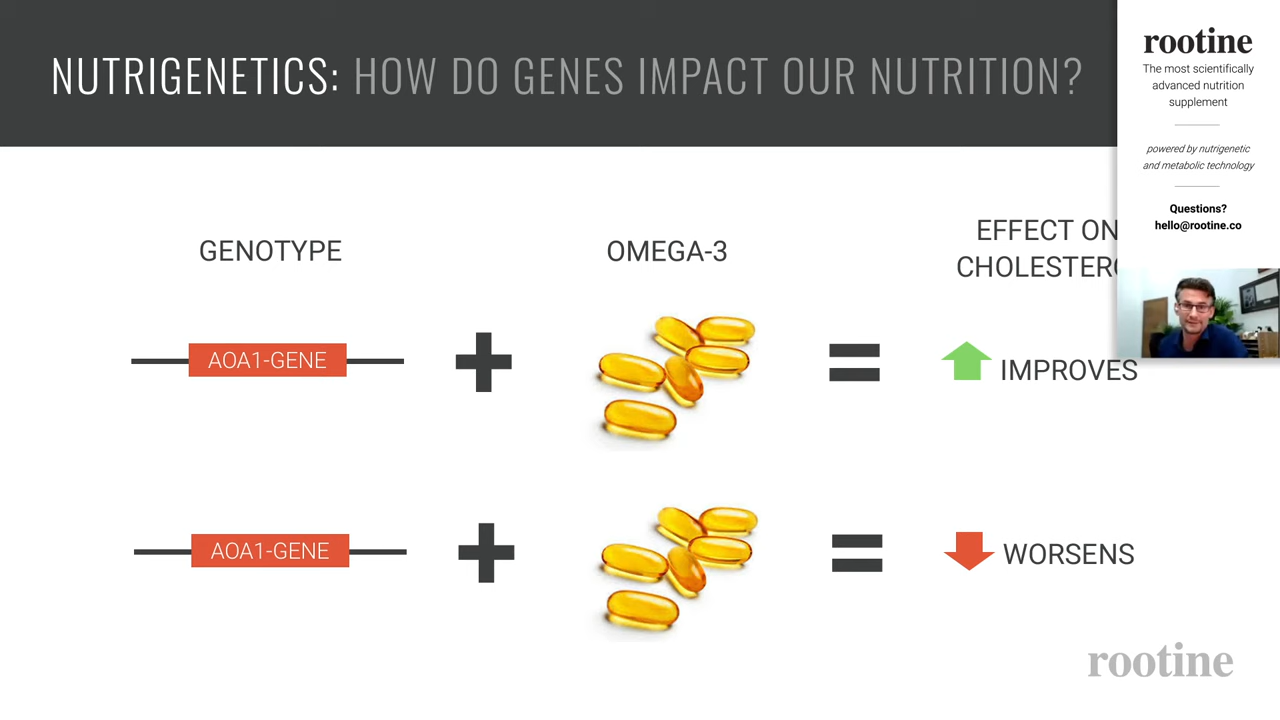 NUTRIGENETICS: HOW DO GENES IMPACT OUR NUTRITION?
rootine
The most scientifically
advanced nutrition
supplement
powered by nutrigenetic
and metabolic technology
Questions?
hello@rootine.co
GENOTYPE
OMEGA-3
EFFECT ON
CHOLESTERO
AOA1-GENE
IMPROVES
AOA1-GENE
WORSENS
rootine